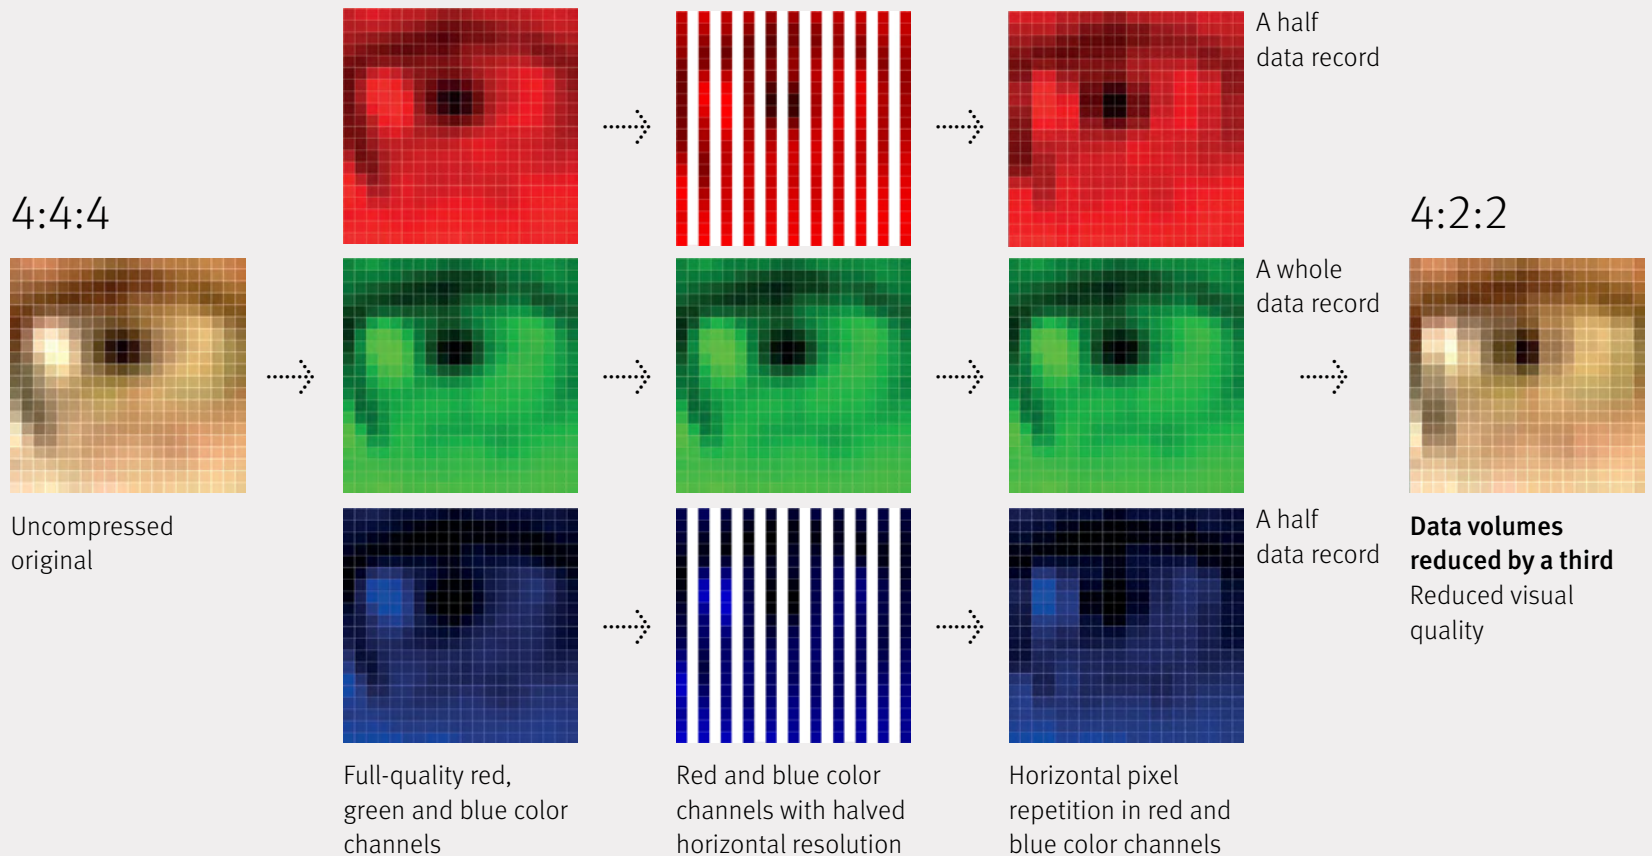 4:4:4
Uncompressed
original
Full-quality red,
green and blue color
channels
Red and blue color
channels with halved
horizontal resolution
Horizontal pixel
repetition in red and
blue color channels
A half
data record
A whole
data record
A half
data record
4:2:2
Data volumes
reduced by a third
Reduced visual
quality